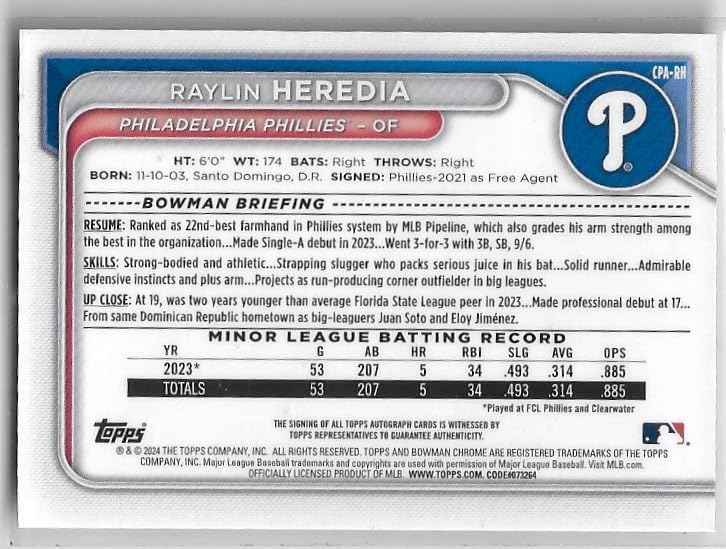 CPA-RH
RAYLIN HEREDIA
PHILADELPHIA PHILLIES® – OF
P®
HT: 6'0" WT: 174 BATS: Right THROWS: Right
BORN: 11-10-03, Santo Domingo, D.R. SIGNED: Phillies-2021 as Free Agent
BOWMAN BRIEFING
RESUME: Ranked as 22nd-best farmhand in Phillies system by MLB Pipeline, which also grades his arm strength among
the best in the organization...Made Single-A debut in 2023...Went 3-for-3 with 3B, SB, 9/6.
SKILLS: Strong-bodied and athletic...Strapping slugger who packs serious juice in his bat...Solid runner...Admirable
defensive instincts and plus arm...Projects as run-producing corner outfielder in big leagues.
UP CLOSE: At 19, was two years younger than average Florida State League peer in 2023...Made professional debut at 17...
From same Dominican Republic hometown as big-leaguers Juan Soto and Eloy Jiménez.
MINOR LEAGUE BATTING RECORD
YR G AB HR RBI SLG AVG OPS
2023* 53 207 5 34 .493 .314 .885
TOTALS 53 207 5 34 .493 .314 .885
*Played at FCL Phillies and Clearwater
Topps
THE SIGNING OF ALL TOPPS AUTOGRAPH CARDS IS WITNESSED BY
TOPPS REPRESENTATIVES TO GUARANTEE AUTHENTICITY.
® & © 2024 THE TOPPS COMPANY, INC. ALL RIGHTS RESERVED. TOPPS AND BOWMAN CHROME ARE REGISTERED TRADEMARKS OF THE TOPPS
COMPANY, INC. Major League Baseball trademarks and copyrights are used with permission of Major League Baseball. Visit MLB.com.
OFFICIALLY LICENSED PRODUCT OF MLB. WWW.TOPPS.COM. CODE#073264